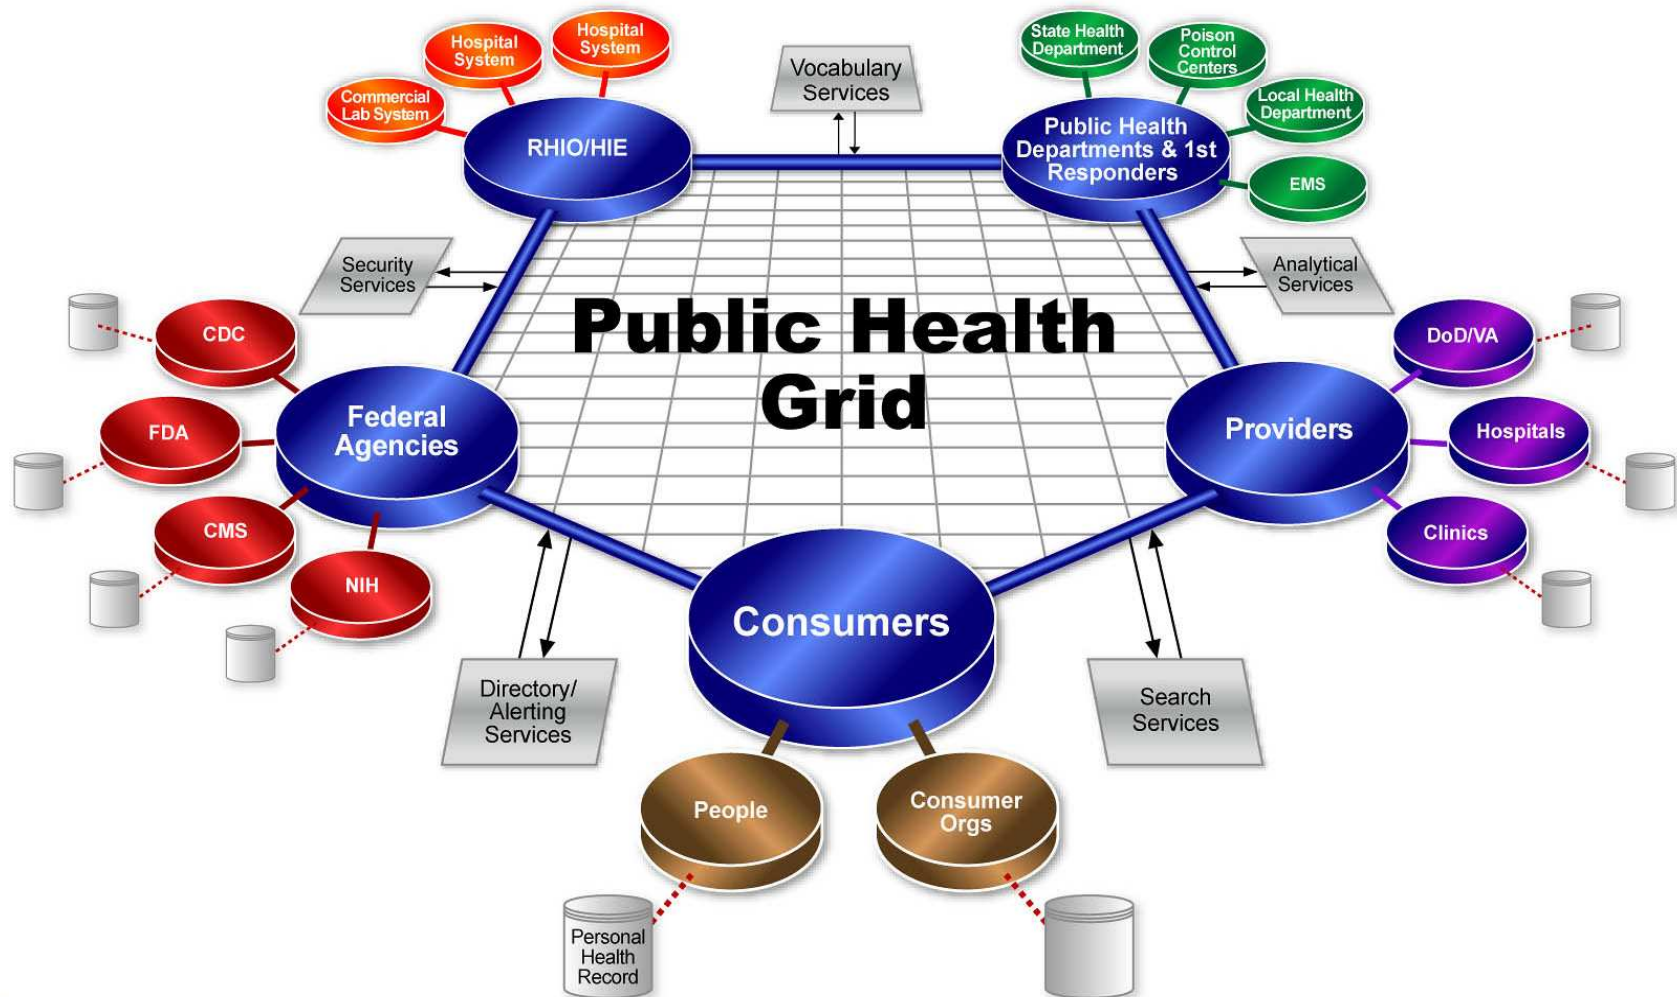 Hospital
System
Hospital
System
Commercial
Lab System
RHIO/HIE
Vocabulary
Services
State Health
Department
Poison
Control
Centers
Local Health
Department
EMS
Public Health
Departments & 1st
Responders
Security
Services
Analytical
Services
Public Health
Grid
CDC
FDA
CMS
NIH
Federal
Agencies
Providers
DoD/VA
Hospitals
Clinics
Consumers
Directory/
Alerting
Services
Search
Services
People
Consumer
Orgs
Personal
Health
Record